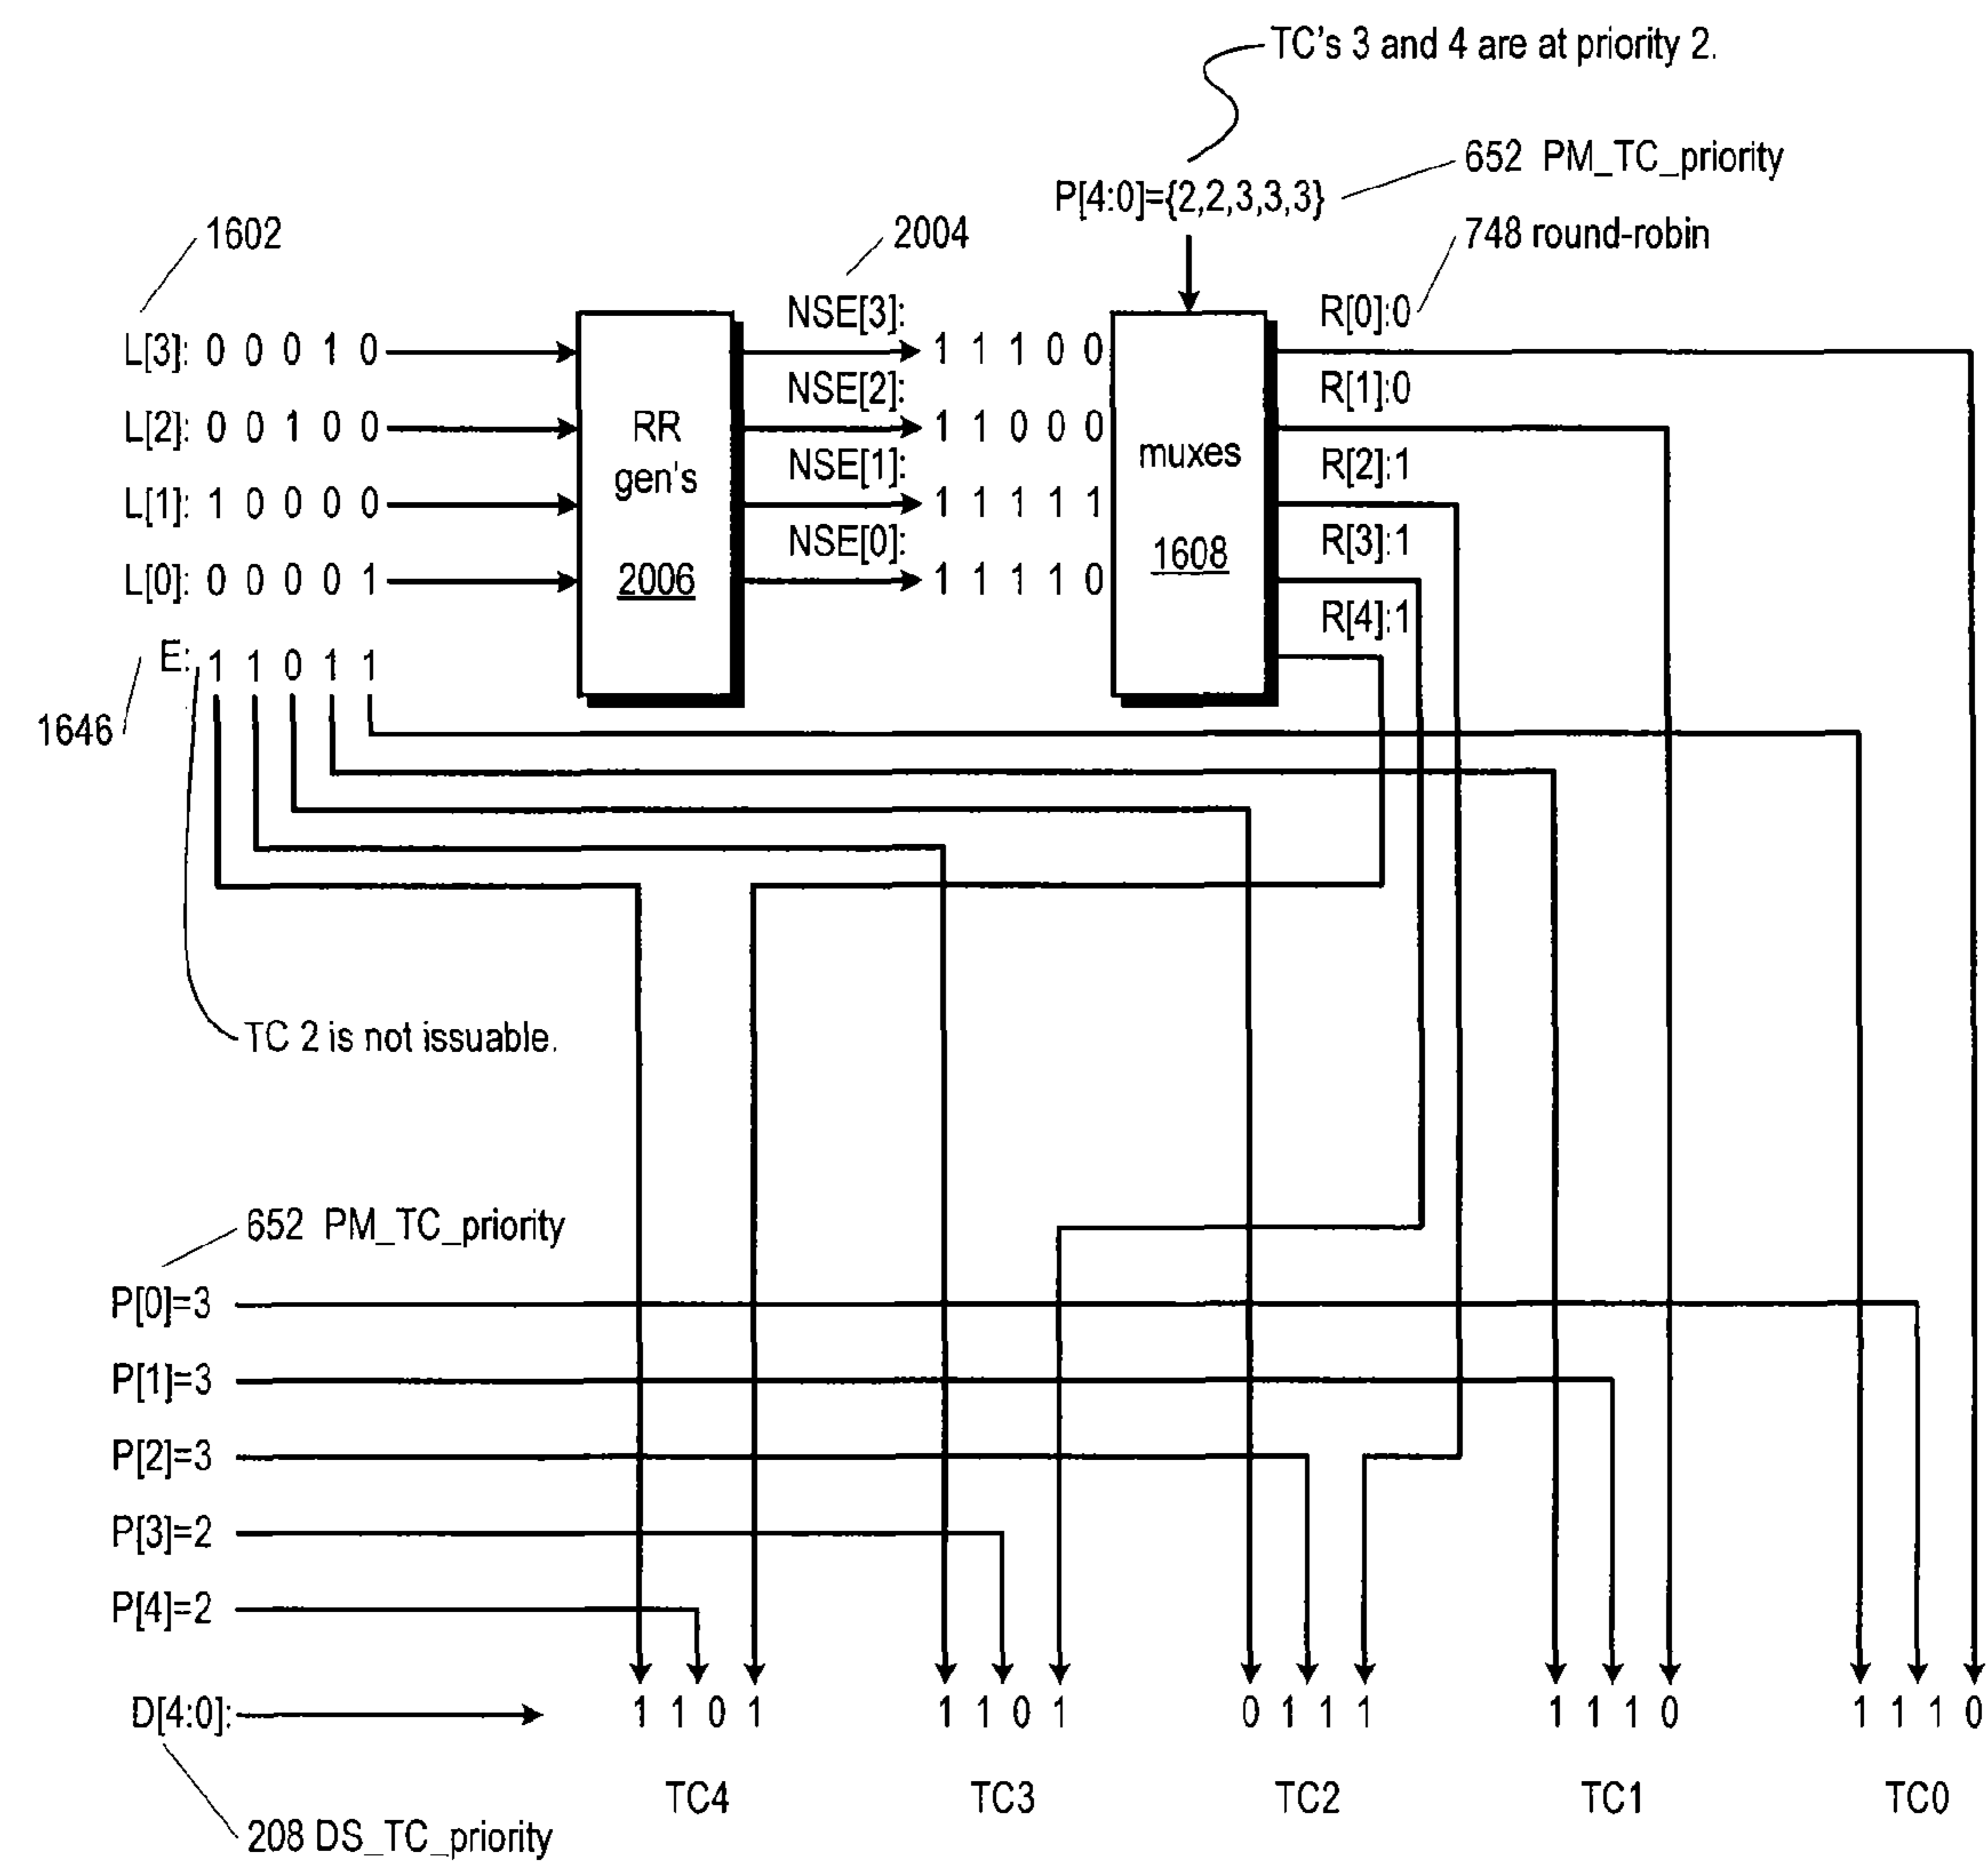 TC's 3 and 4 are at priority 2.
652 PM_TC_priority
P[4:0]={2,2,3,3,3}
1602
2004
748 round-robin
NSE[3]:
R[0]:0
L[3]: 0 0 0 1 0
1 1 1 0 0
NSE[2]:
R[1]:0
L[2]: 0 0 1 0 0
RR
1 1 0 0 0
muxes
NSE[1]:
R[2]:1
gen's
L[1]: 1 0 0 0 0
1 1 1 1 1
NSE[0]:
R[3]:1
1608
L[0]: 0 0 0 0 1
2006
1 1 1 1 0
R[4]:1
E: 1 1 0 1 1
1646
TC 2 is not issuable.
652 PM_TC_priority
P[0]=3
P[1]=3
P[2]=3
P[3]=2
P[4]=2
D[4:0]:
1 1 0 1
1 1 0 1
0 1 1 1
1 1 1 0
1 1 1 0
TC4
TC3
TC2
TC1
TC0
208 DS_TC_priority